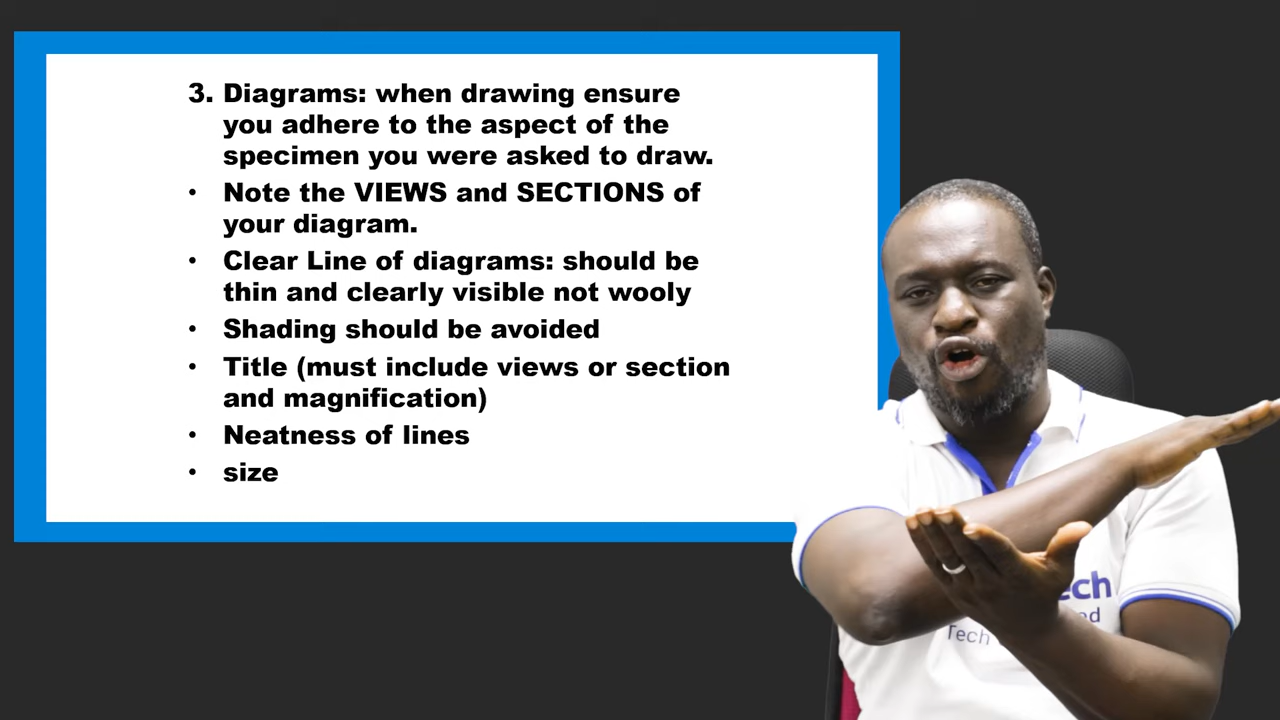 3. Diagrams: when drawing ensure
you adhere to the aspect of the
specimen you were asked to draw.
• Note the VIEWS and SECTIONS of
your diagram.
• Clear Line of diagrams: should be
thin and clearly visible not wooly
• Shading should be avoided
• Title (must include views or section
and magnification)
• Neatness of lines
• size
ech
Tech